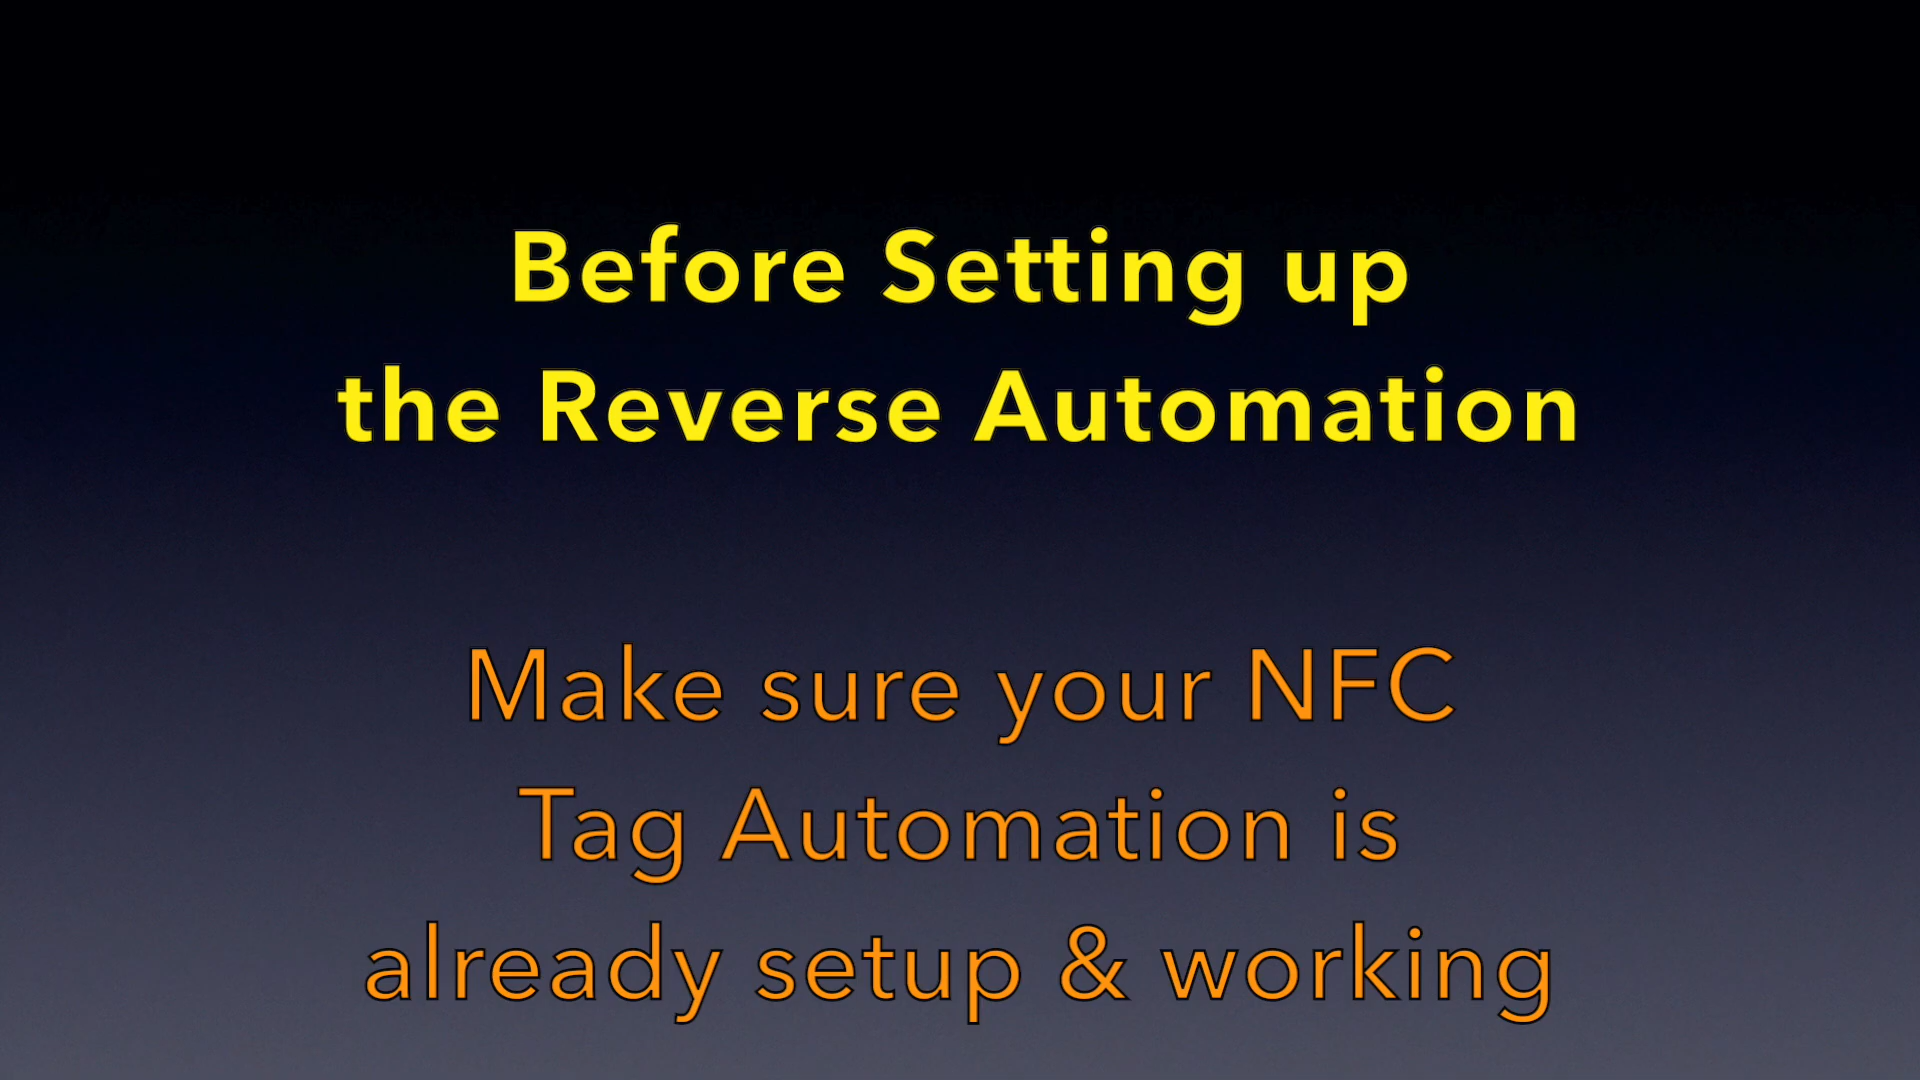 Before Setting up
the Reverse Automation
Make sure your NFC
Tag Automation is
already setup & working